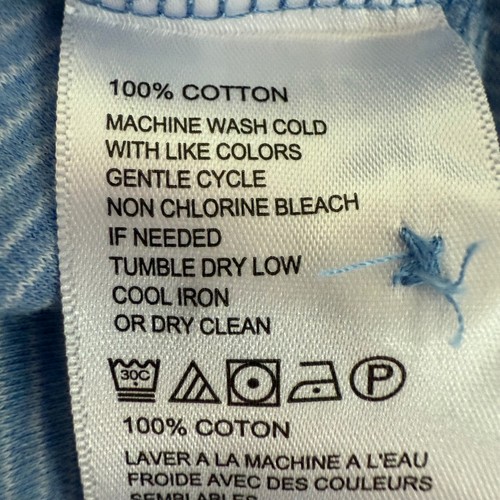 100% COTTON
MACHINE WASH COLD
WITH LIKE COLORS
GENTLE CYCLE
NON CHLORINE BLEACH
IF NEEDED
TUMBLE DRY LOW
COOL IRON
OR DRY CLEAN
30C P
100% COTON
LAVER A LA MACHINE A L'EAU
FROIDE AVEC DES COULEURS
SEMBLABLES